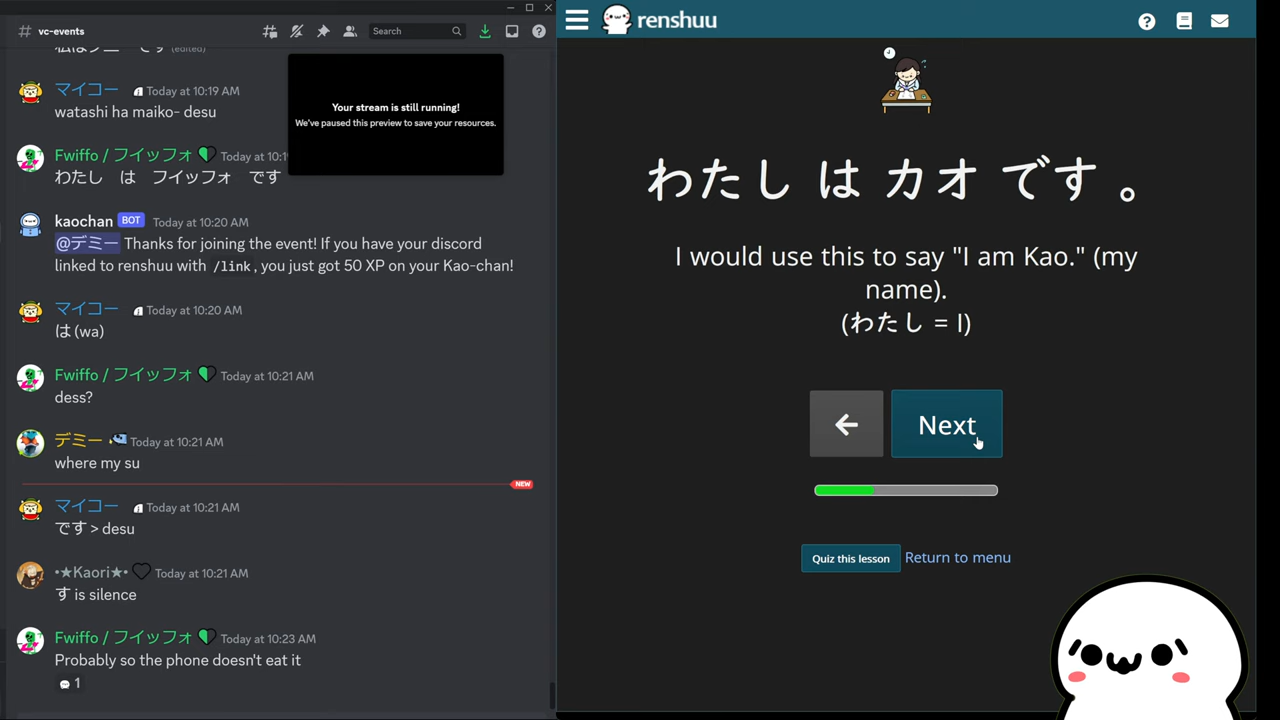 vc-events
Search
です (edited)
マイコー Today at 10:19 AM
watashi ha maiko- desu
Your stream is still running!
We've paused this preview to save your resources.
Fwiffo / フイッフォ Today at 10:1
わたし は フイッフォ です
kaochan BOT Today at 10:20 AM
@デミー Thanks for joining the event! If you have your discord
linked to renshuu with /link, you just got 50 XP on your Kao-chan!
マイコー Today at 10:20 AM
は (wa)
Fwiffo / フイッフォ Today at 10:21 AM
dess?
デミー Today at 10:21 AM
where my su
NEW
マイコー Today at 10:21 AM
です > desu
•★Kaori★• Today at 10:21 AM
す is silence
Fwiffo / フイッフォ Today at 10:23 AM
Probably so the phone doesn't eat it
1
renshuu
わたし は カオ です 。
I would use this to say "I am Kao." (my
name).
(わたし = I)
Next
Quiz this lesson Return to menu